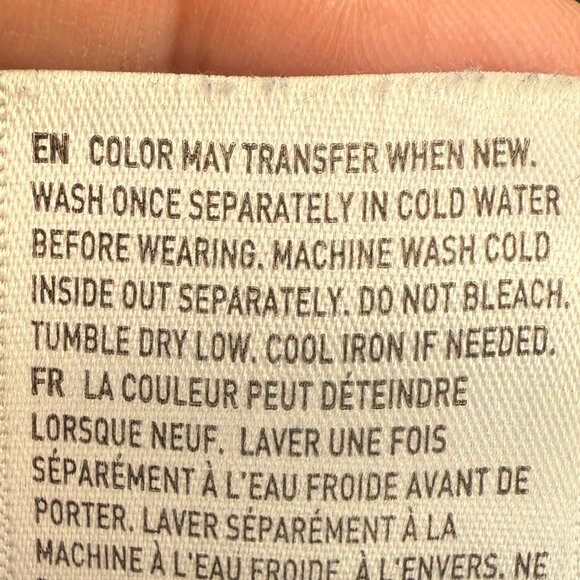 EN COLOR MAY TRANSFER WHEN NEW.
WASH ONCE SEPARATELY IN COLD WATER
BEFORE WEARING. MACHINE WASH COLD
INSIDE OUT SEPARATELY. DO NOT BLEACH.
TUMBLE DRY LOW. COOL IRON IF NEEDED.
FR LA COULEUR PEUT DÉTEINDRE
LORSQUE NEUF. LAVER UNE FOIS
SÉPARÉMENT À L'EAU FROIDE AVANT DE
PORTER. LAVER SÉPARÉMENT À LA
MACHINE À L'EAU FROIDE, À L'ENVERS. NE